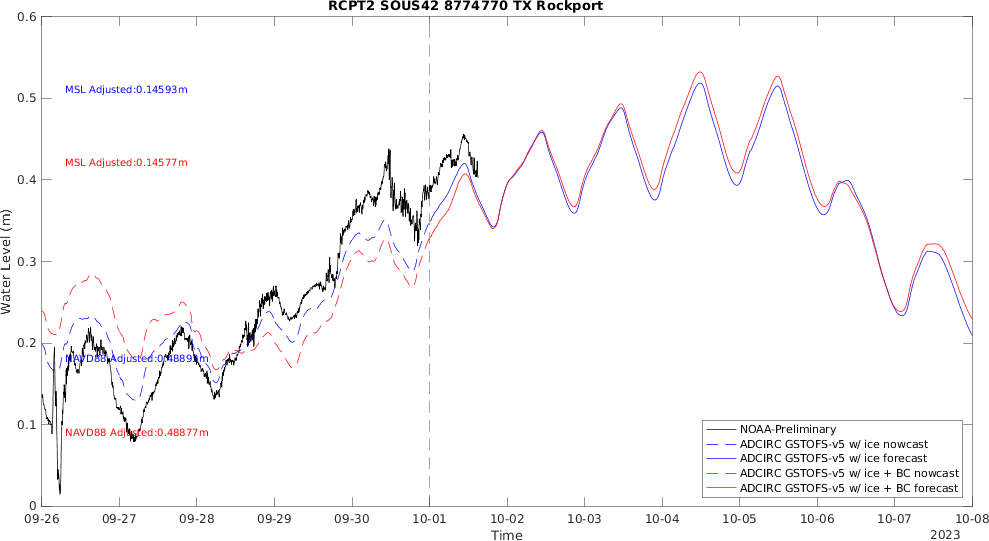 RCPT2 SOUS42 8774770 TX Rockport
0.6
0.5
0.4
0.3
0.2
0.1
0
Water Level (m)
MSL Adjusted:0.14593m
MSL Adjusted:0.14577m
NAVD88 Adjusted:0.48893m
NAVD88 Adjusted:0.48877m
NOAA-Preliminary
ADCIRC GSTOFS-v5 w/ ice nowcast
ADCIRC GSTOFS-v5 w/ ice forecast
ADCIRC GSTOFS-v5 w/ ice + BC nowcast
ADCIRC GSTOFS-v5 w/ ice + BC forecast
09-26 09-27 09-28 09-29 09-30 10-01 10-02 10-03 10-04 10-05 10-06 10-07 10-08
Time
2023